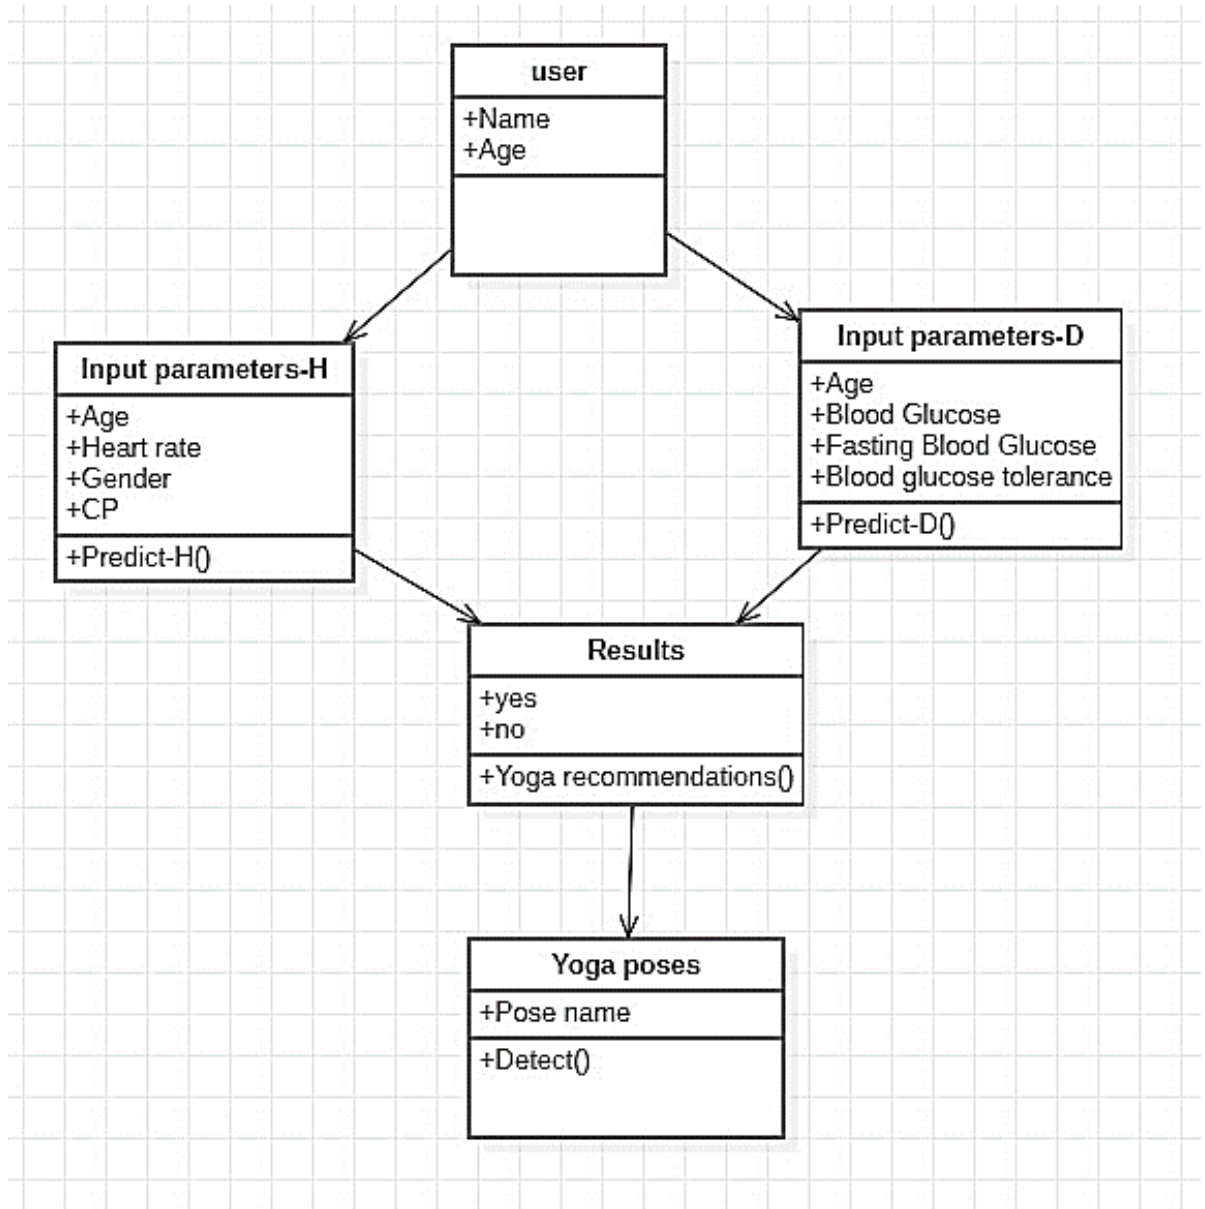 user
+Name
+Age
Input parameters-H
+Age
+Heart rate
+Gender
+CP
+Predict-H()
Input parameters-D
+Age
+Blood Glucose
+Fasting Blood Glucose
+Blood glucose tolerance
+Predict-D()
Results
+yes
+no
+Yoga recommendations()
Yoga poses
+Pose name
+Detect()